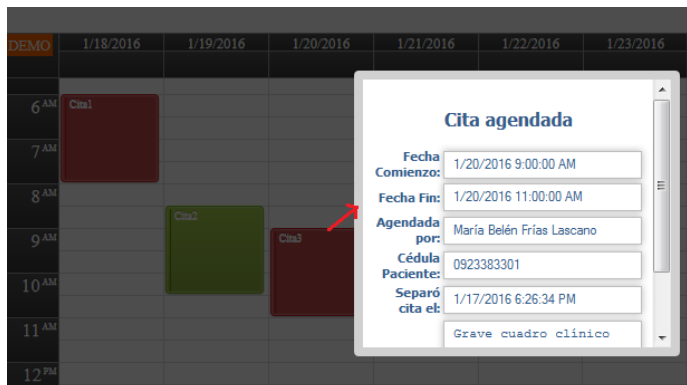 DEMO 1/18/2016 1/19/2016 1/20/2016 1/21/2016 1/22/2016 1/23/2016
6 AM
Cita1
7 AM
8 AM
Cita2
9 AM
Cita3
10 AM
11 AM
12 PM
Cita agendada
Fecha
Comienzo:
1/20/2016 9:00:00 AM
Fecha Fin: 1/20/2016 11:00:00 AM
Agendada
por:
María Belén Frías Lascano
Cédula
Paciente:
0923383301
Separó
cita el:
1/17/2016 6:26:34 PM
Grave cuadro clínico